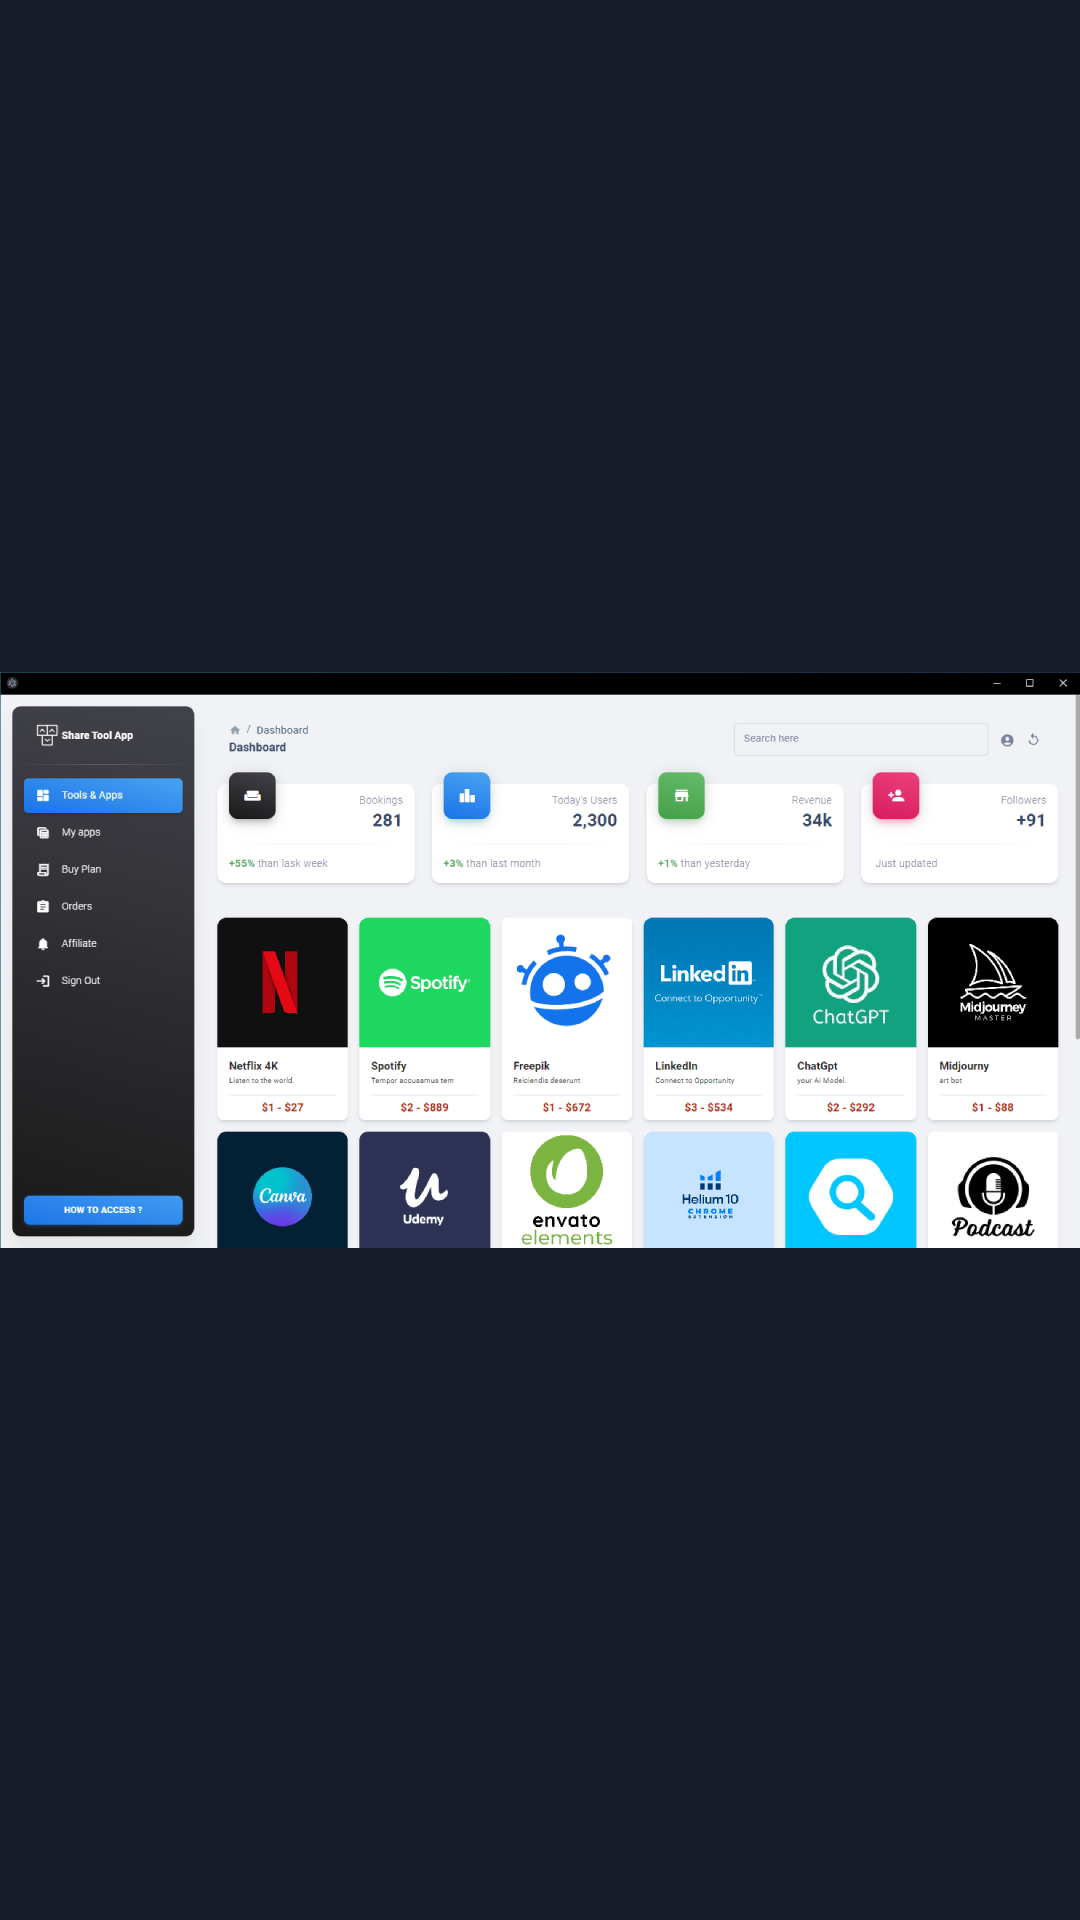 Share Tool App
Tools & Apps
My apps
Buy Plan
Orders
Affiliate
Sign Out
HOW TO ACCESS ?
/ Dashboard
Dashboard
Search here
Bookings
281
+55% than lask week
Today's Users
2,300
+3% than last month
Revenue
34k
+1% than yesterday
Followers
+91
Just updated
N
Netflix 4K
Listen to the world.
$1 - $27
Spotify
Spotify
Tempor accusamus tem
$2 - $889
Freepik
Reiciendis deserunt
$1 - $672
Linked in
Connect to Opportunity™
LinkedIn
Connect to Opportunity
$3 - $534
ChatGPT
ChatGpt
your Ai Model.
$2 - $292
Midjourney
MASTER
Midjourny
art bot
$1 - $88
Canva
Udemy
envato
elements
Helium 10
CHROME
EXTENSION
Podcast